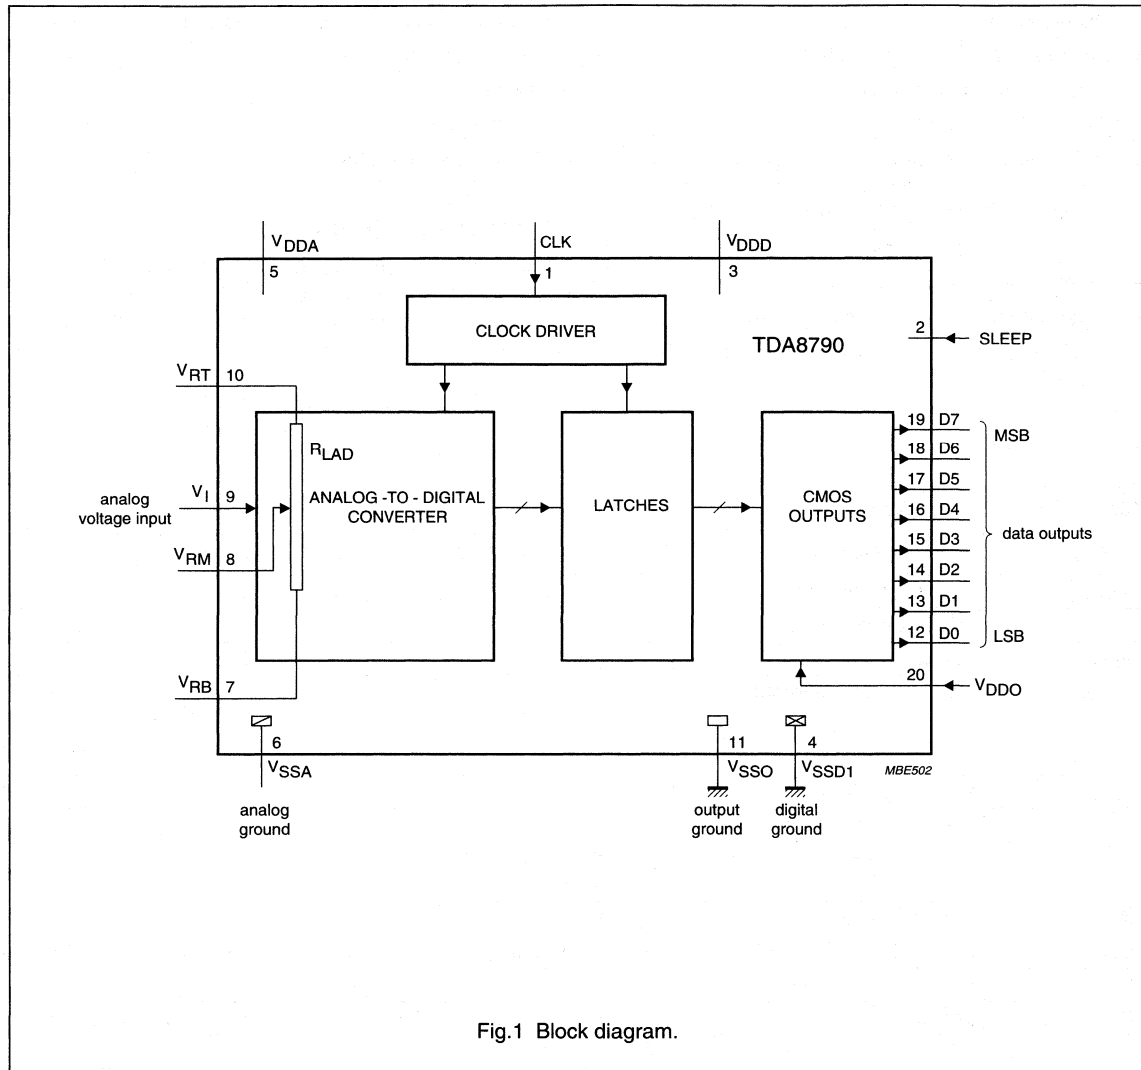 VDDA
CLK
VDDD
5
1
3
CLOCK DRIVER
TDA8790
2
SLEEP
VRT
10
19
D7
MSB
RLAD
18
D6
analog
voltage input
VI
9
ANALOG -TO - DIGITAL
CONVERTER
LATCHES
CMOS
OUTPUTS
17
D5
16
D4
data outputs
15
D3
VRM
8
14
D2
13
D1
12
D0
LSB
VRB
7
20
VDDO
6
VSSA
analog
ground
11
VSSO
output
ground
4
VSSD1
digital
ground
MBE502
Fig.1 Block diagram.